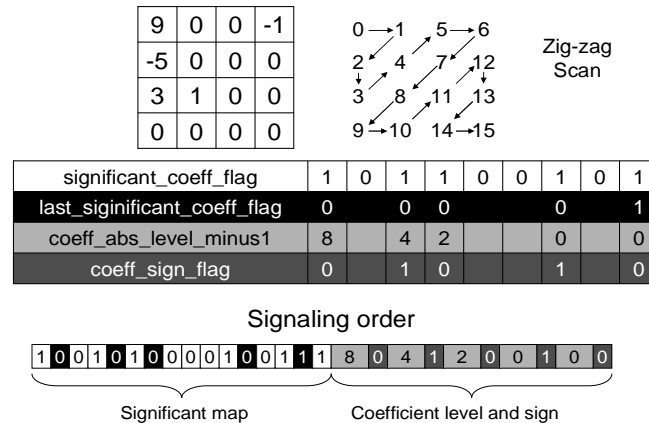 9 0 0 -1
-5 0 0 0
3 1 0 0
0 0 0 0
0 1 5 6
2 4 7 12
3 8 11 13
9 10 14 15
Zig-zag
Scan
significant_coeff_flag 1 0 1 1 0 0 1 0 1
last_siginificant_coeff_flag 0 0 0 0 1
coeff_abs_level_minus1 8 4 2 0 0
coeff_sign_flag 0 1 0 1 0
Signaling order
1 0 0 1 0 1 0 0 0 0 1 0 0 1 1 1 8 0 4 1 2 0 0 1 0 0
Significant map
Coefficient level and sign